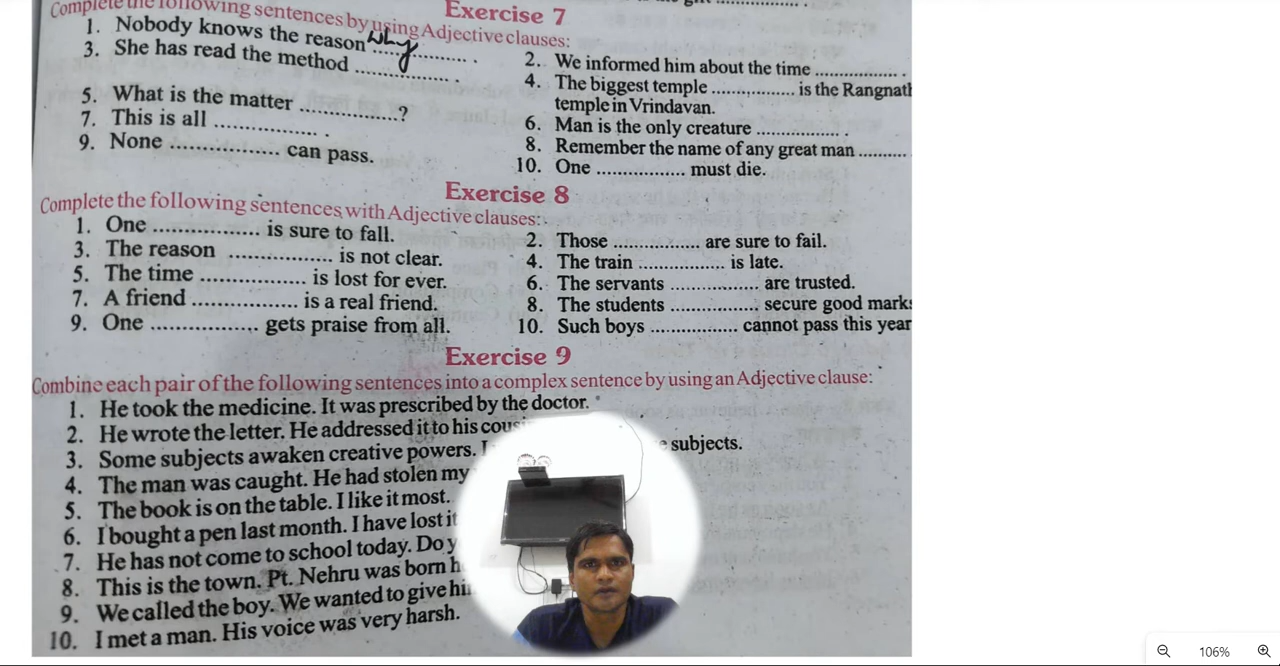 Complete the following sentences by using Adjective clauses:
Exercise 7
1. Nobody knows the reason why ............ .
2. We informed him about the time ................ .
3. She has read the method ................ .
4. The biggest temple ................ is the Rangnath
temple in Vrindavan.
5. What is the matter ................?
6. Man is the only creature ................
7. This is all ................ .
8. Remember the name of any great man ..........
9. None ................ can pass.
10. One ................ must die.
Exercise 8
Complete the following sentences with Adjective clauses:
1. One ................ is sure to fall.
2. Those ................ are sure to fail.
3. The reason ................ is not clear.
4. The train ................ is late.
5. The time ................ is lost for ever.
6. The servants ................ are trusted.
7. A friend ................ is a real friend.
8. The students ................ secure good marks
9. One ................ gets praise from all.
10. Such boys ................ cannot pass this year
Exercise 9
Combine each pair of the following sentences into a complex sentence by using an Adjective clause:
1. He took the medicine. It was prescribed by the doctor.
2. He wrote the letter. He addressed it to his
3. Some subjects awaken creative powers. subjects.
4. The man was caught. He had stolen my
5. The book is on the table. I like it most.
6. I bought a pen last month. I have lost it
7. He has not come to school today. Do
8. This is the town. Pt. Nehru was born
9. We called the boy. We wanted to give
10. I met a man. His voice was very harsh.
106%